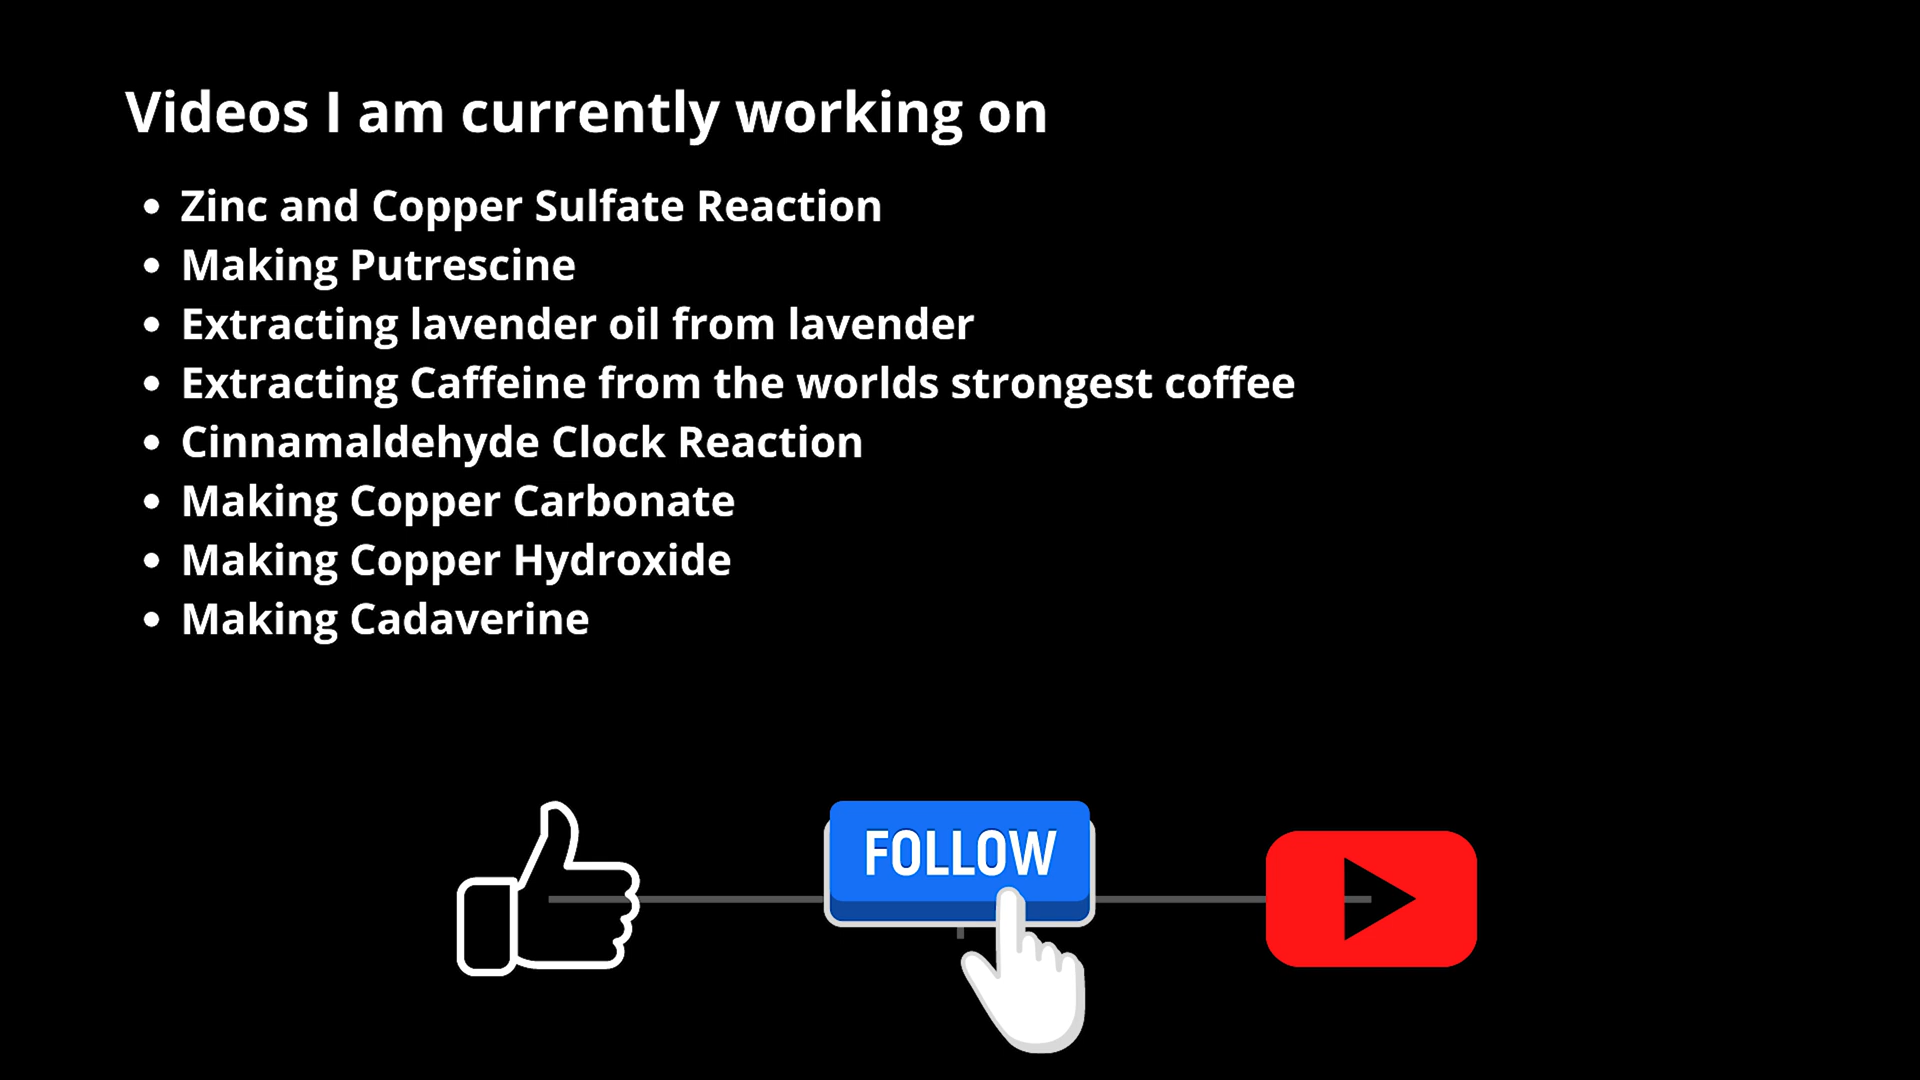 Videos I am currently working on
• Zinc and Copper Sulfate Reaction
• Making Putrescine
• Extracting lavender oil from lavender
• Extracting Caffeine from the worlds strongest coffee
• Cinnamaldehyde Clock Reaction
• Making Copper Carbonate
• Making Copper Hydroxide
• Making Cadaverine
FOLLOW